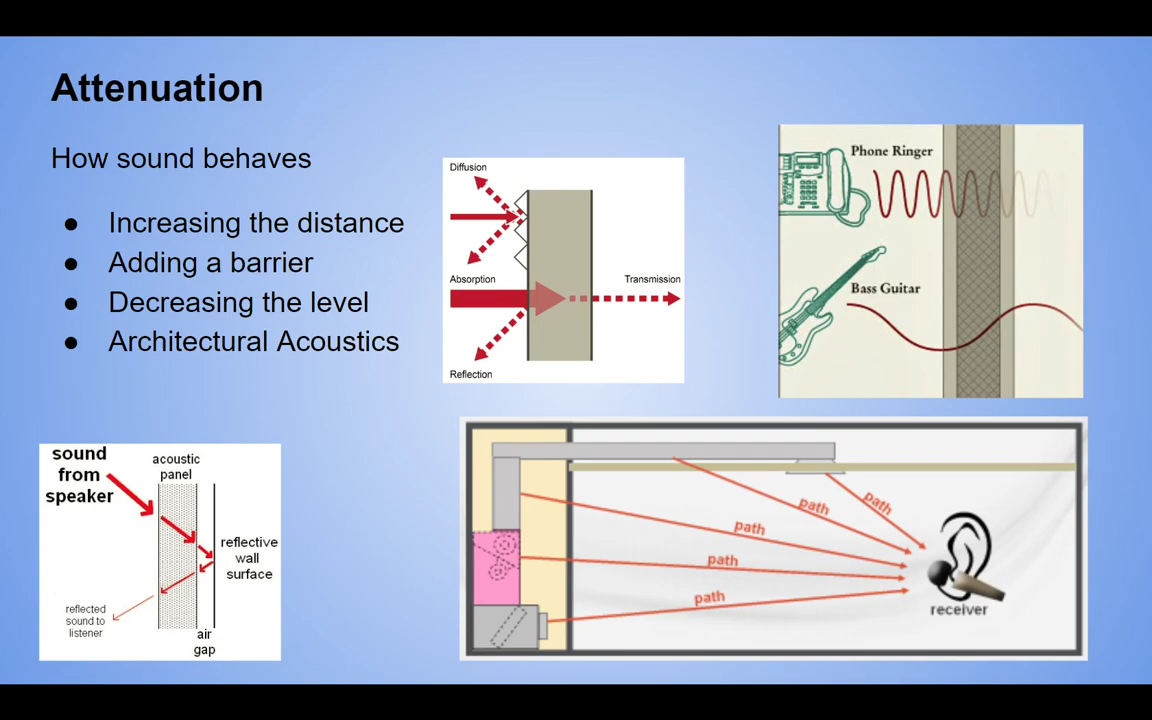 Attenuation
How sound behaves
● Increasing the distance
● Adding a barrier
● Decreasing the level
● Architectural Acoustics
Diffusion
Absorption
Transmission
Reflection
Phone Ringer
Bass Guitar
sound
from
speaker
acoustic
panel
reflective
wall
surface
reflected
sound to
listener
air
gap
path
path
path
path
path
receiver